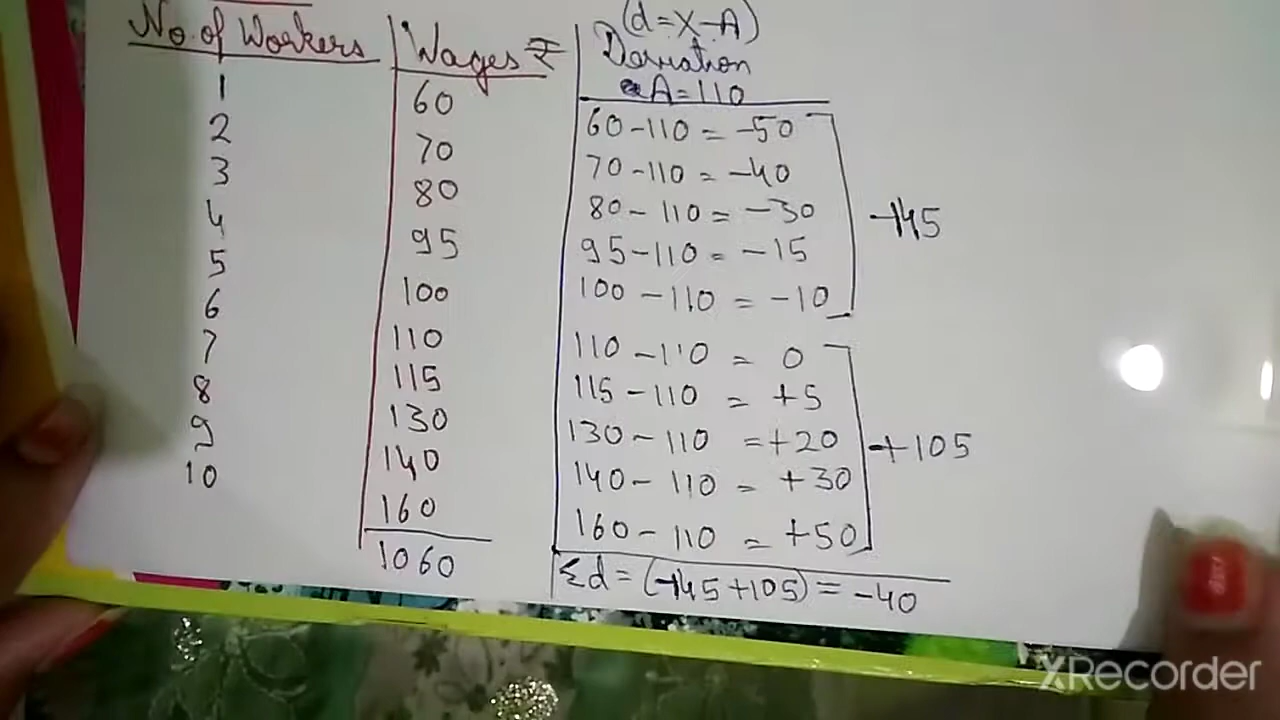 (d=X-A)
No. of Workers Wages ₹ Deviation
A=110
1 60 60-110 = -50
2 70 70-110 = -40
3 80 80-110 = -30 -145
4 95 95-110 = -15
5 100 100-110 = -10
6 110 110-110 = 0
7 115 115-110 = +5
8 130 130-110 = +20 +105
9 140 140-110 = +30
10 160 160-110 = +50
1060 Σd = (-145+105) = -40
XRecorder